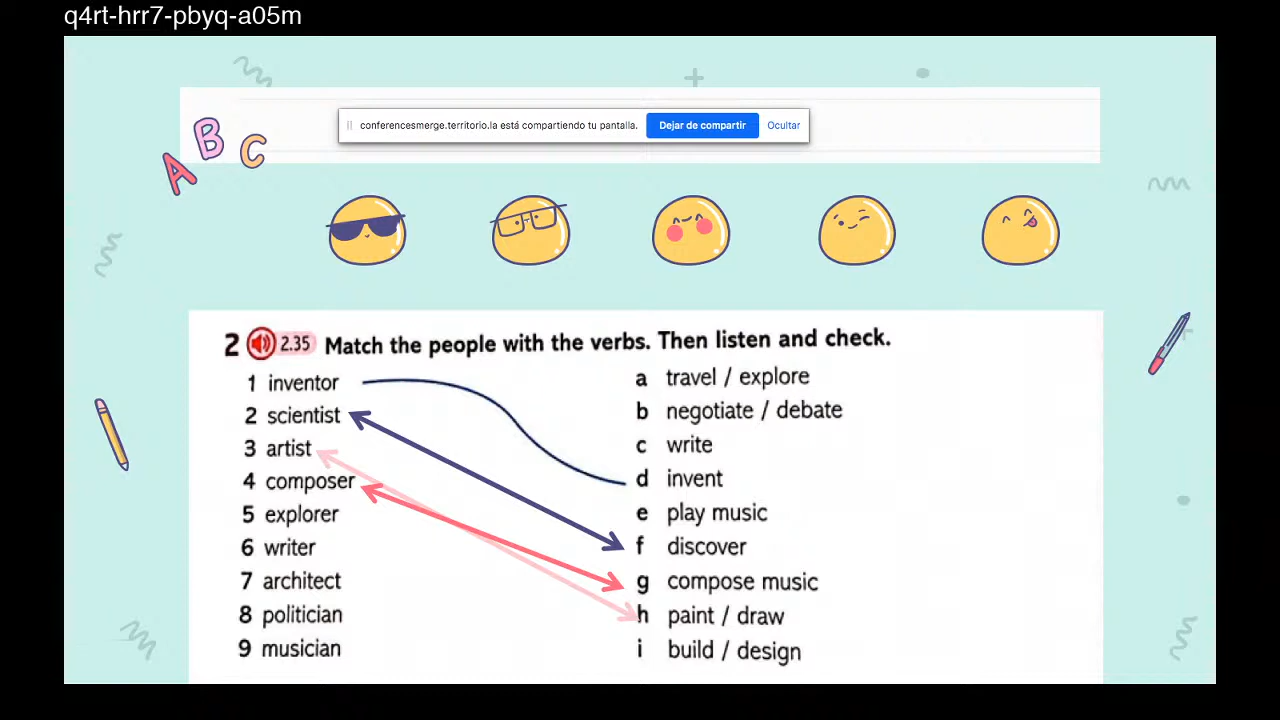 q4rt-hrr7-pbyq-a05m
conferencesmerge.territorio.la está compartiendo tu pantalla. Dejar de compartir Ocultar
A B C
2 2.35 Match the people with the verbs. Then listen and check.
1 inventor
2 scientist
3 artist
4 composer
5 explorer
6 writer
7 architect
8 politician
9 musician
a travel / explore
b negotiate / debate
c write
d invent
e play music
f discover
g compose music
h paint / draw
i build / design